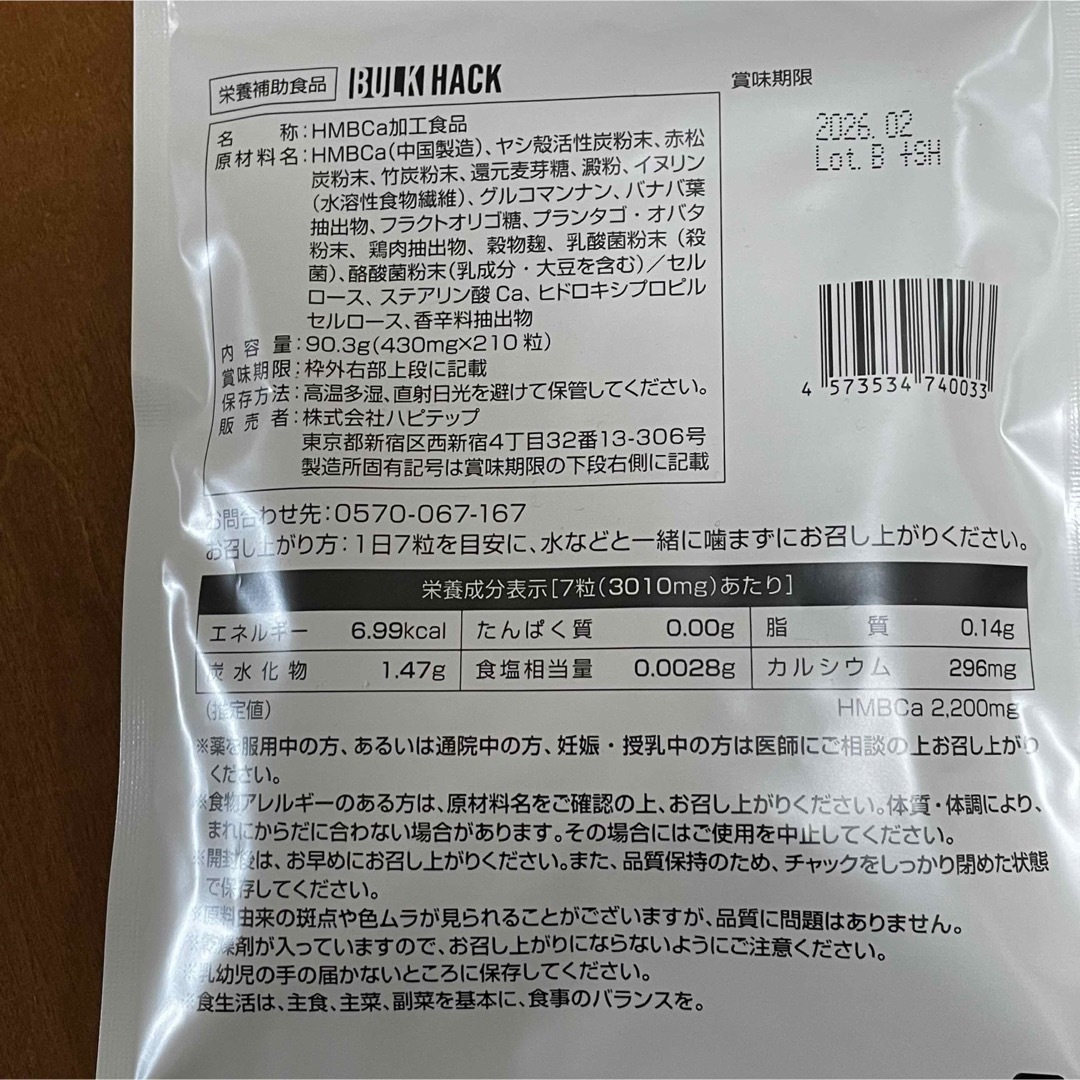 栄養補助食品 BULK HACK
賞味期限
2026.02
Lot.B +SH
名 称：HMBCa加工食品
原材料名：HMBCa(中国製造)、ヤシ殻活性炭粉末、赤松
炭粉末、竹炭粉末、還元麦芽糖、澱粉、イヌリン
(水溶性食物繊維)、グルコマンナン、バナバ葉
抽出物、フラクトオリゴ糖、プランタゴ・オバタ
粉末、鶏肉抽出物、穀物麹、乳酸菌粉末(殺
菌)、酪酸菌粉末(乳成分・大豆を含む)／セル
ロース、ステアリン酸Ca、ヒドロキシプロピル
セルロース、香辛料抽出物
内容量：90.3g(430mg×210粒)
賞味期限：枠外右部上段に記載
保存方法：高温多湿、直射日光を避けて保管してください。
販売者：株式会社ハピテップ
東京都新宿区西新宿4丁目32番13-306号
製造所固有記号は賞味期限の下段右側に記載
4 573534 740033
お問合わせ先：0570-067-167
お召し上がり方：1日7粒を目安に、水などと一緒に噛まずにお召し上がりください。
栄養成分表示[7粒(3010mg)あたり]
エネルギー 6.99kcal たんぱく質 0.00g 脂質 0.14g
炭水化物 1.47g 食塩相当量 0.0028g カルシウム 296mg
(推定値) HMBCa 2,200mg
※薬を服用中の方、あるいは通院中の方、妊娠・授乳中の方は医師にご相談の上お召し上がり
ください。
※食物アレルギーのある方は、原材料名をご確認の上、お召し上がりください。体質・体調により、
まれにからだに合わない場合があります。その場合にはご使用を中止してください。
※開封後は、お早めにお召し上がりください。また、品質保持のため、チャックをしっかり閉めた状態
で保存してください。
※原料由来の斑点や色ムラが見られることがございますが、品質に問題はありません。
※乾燥剤が入っていますので、お召し上がりにならないようにご注意ください。
※乳幼児の手の届かないところに保存してください。
※食生活は、主食、主菜、副菜を基本に、食事のバランスを。